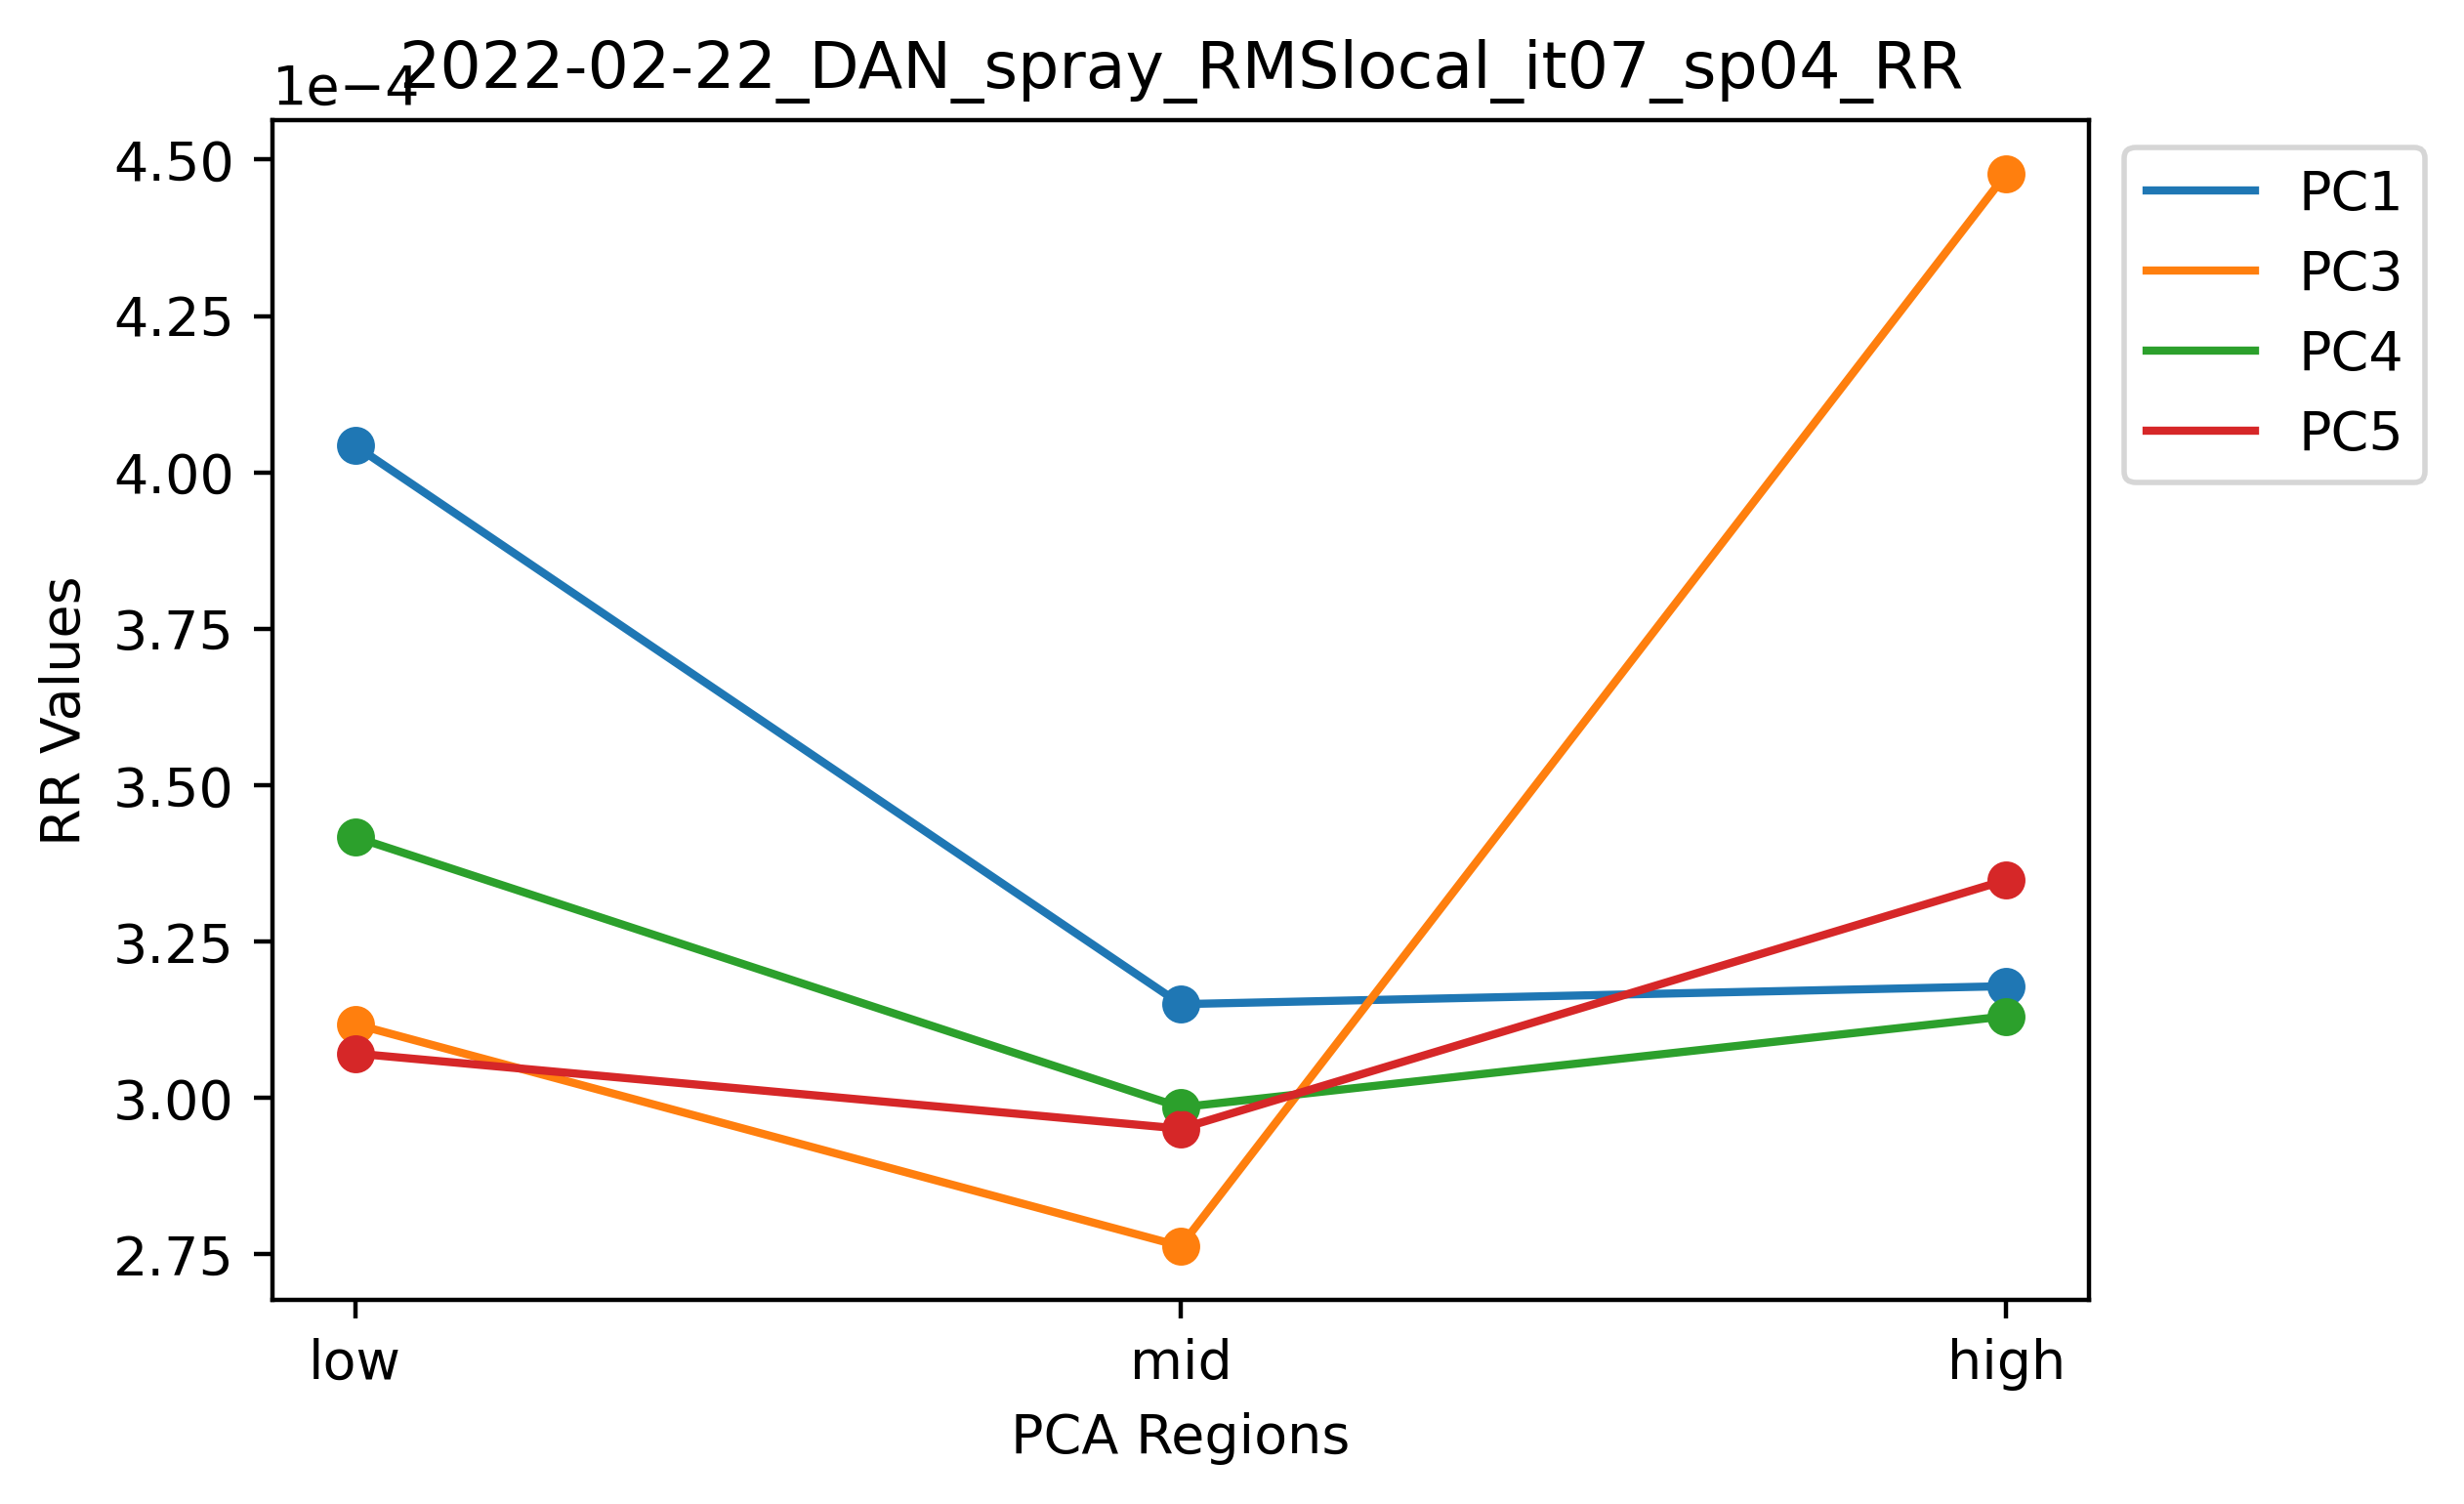 2022-02-22_DAN_spray_RMSlocal_it07_sp04_RR
1e−4
4.50
4.25
4.00
3.75
3.50
3.25
3.00
2.75
RR Values
low
mid
high
PCA Regions
PC1
PC3
PC4
PC5